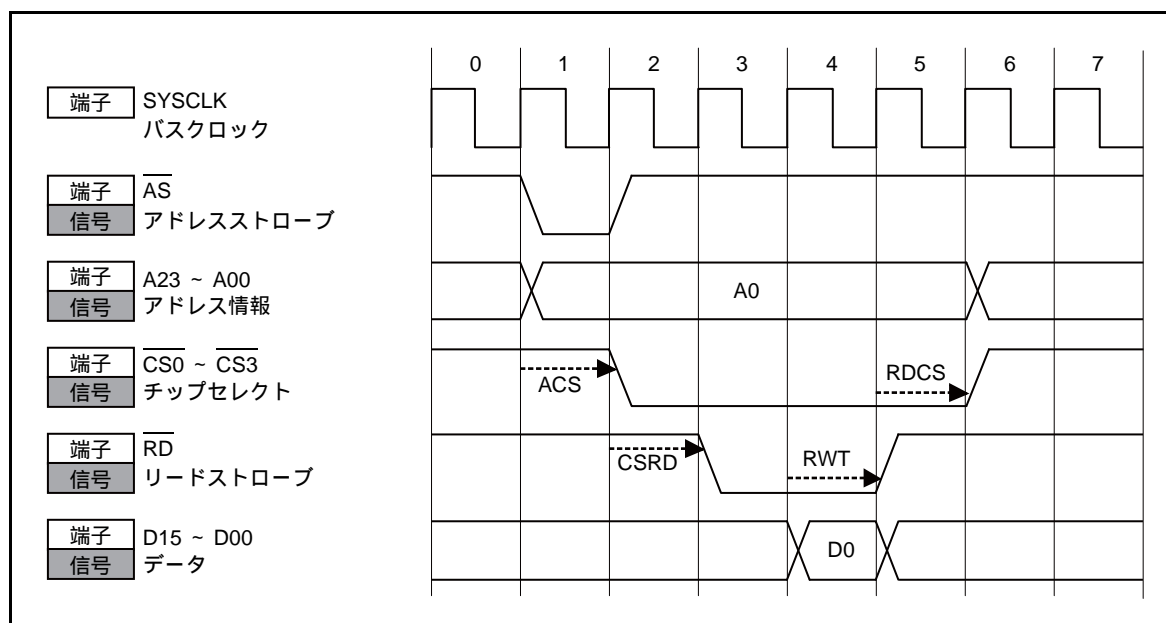 0 1 2 3 4 5 6 7
端子 SYSCLK
バスクロック
端子 AS
信号 アドレスストローブ
端子 A23 ~ A00
信号 アドレス情報
A0
端子 CS0 ~ CS3
信号 チップセレクト
ACS
RDCS
端子 RD
信号 リードストローブ
CSRD
RWT
端子 D15 ~ D00
信号 データ
D0